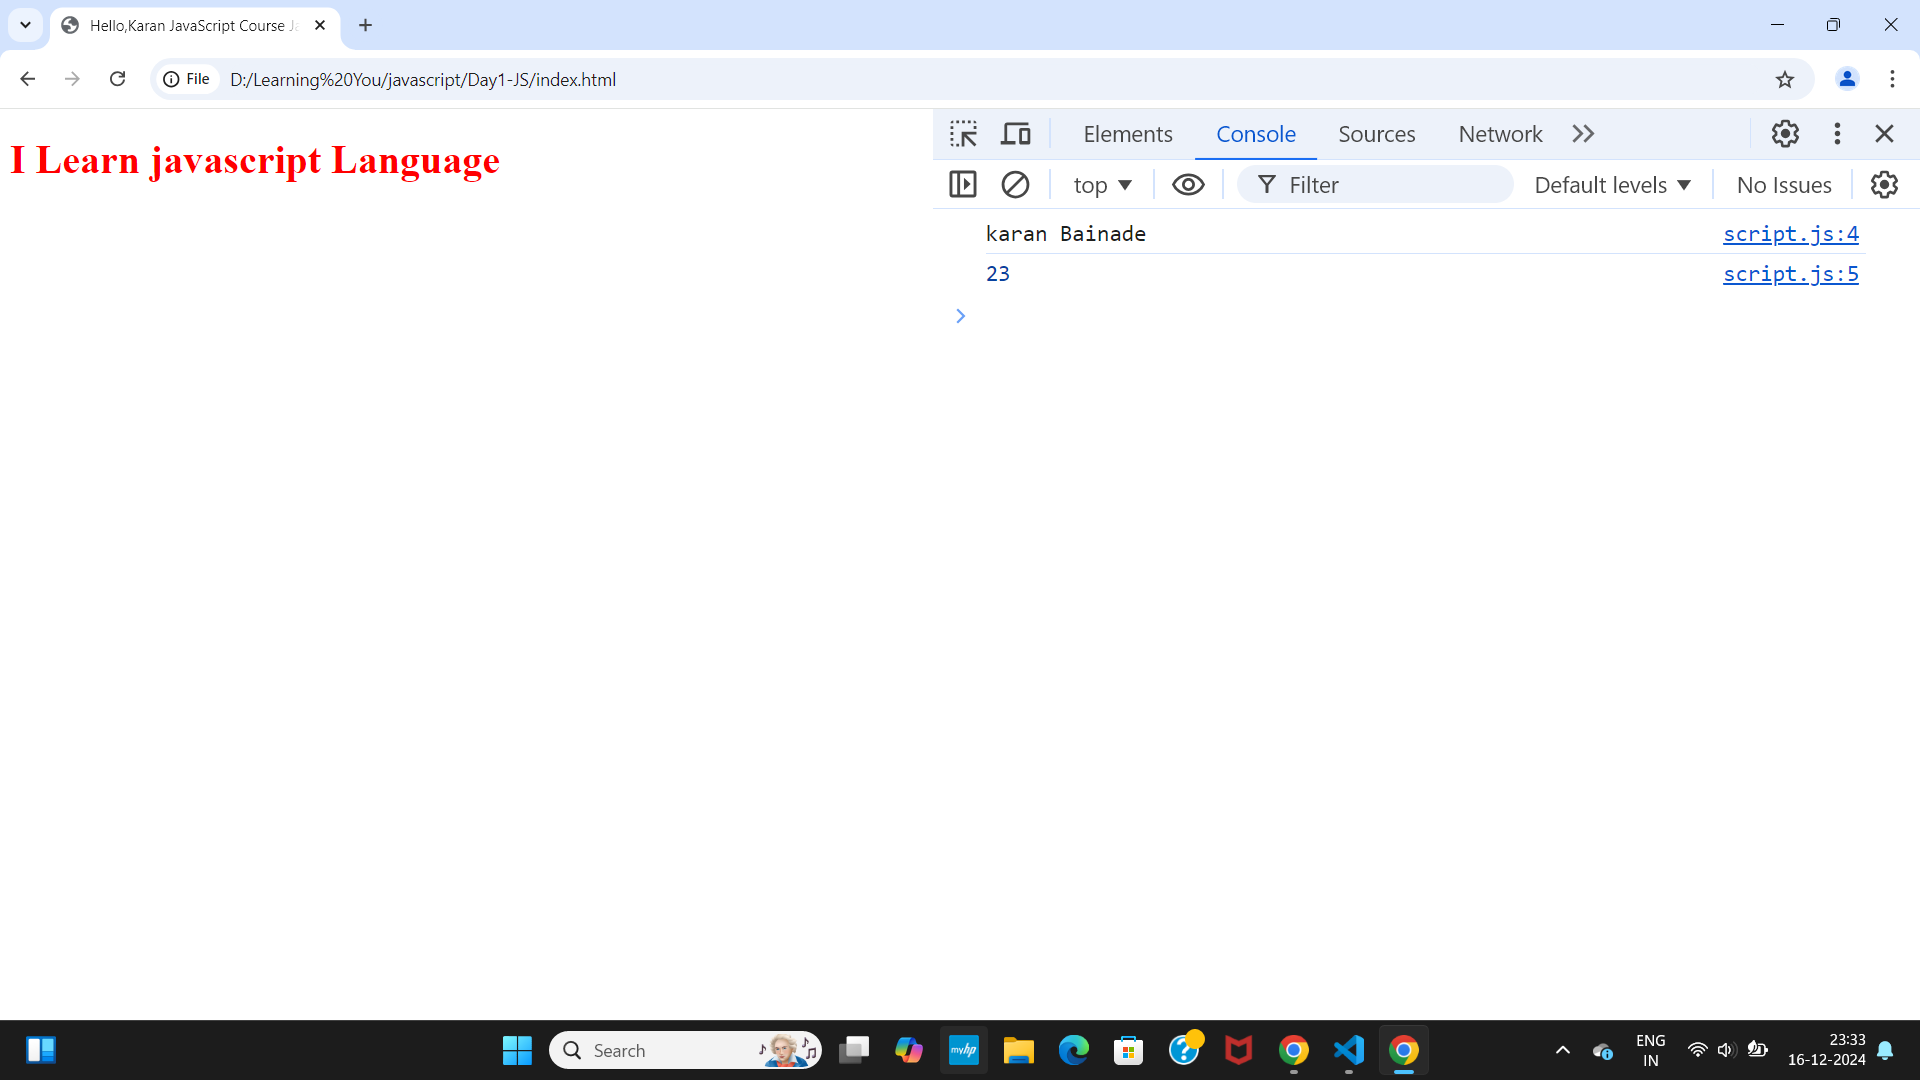 Hello,Karan JavaScript Course
File
D:/Learning%20You/javascript/Day1-JS/index.html
I Learn javascript Language
Elements
Console
Sources
Network
top
Filter
Default levels
No Issues
karan Bainade
script.js:4
23
script.js:5
Search
myhp
ENG
IN
23:33
16-12-2024